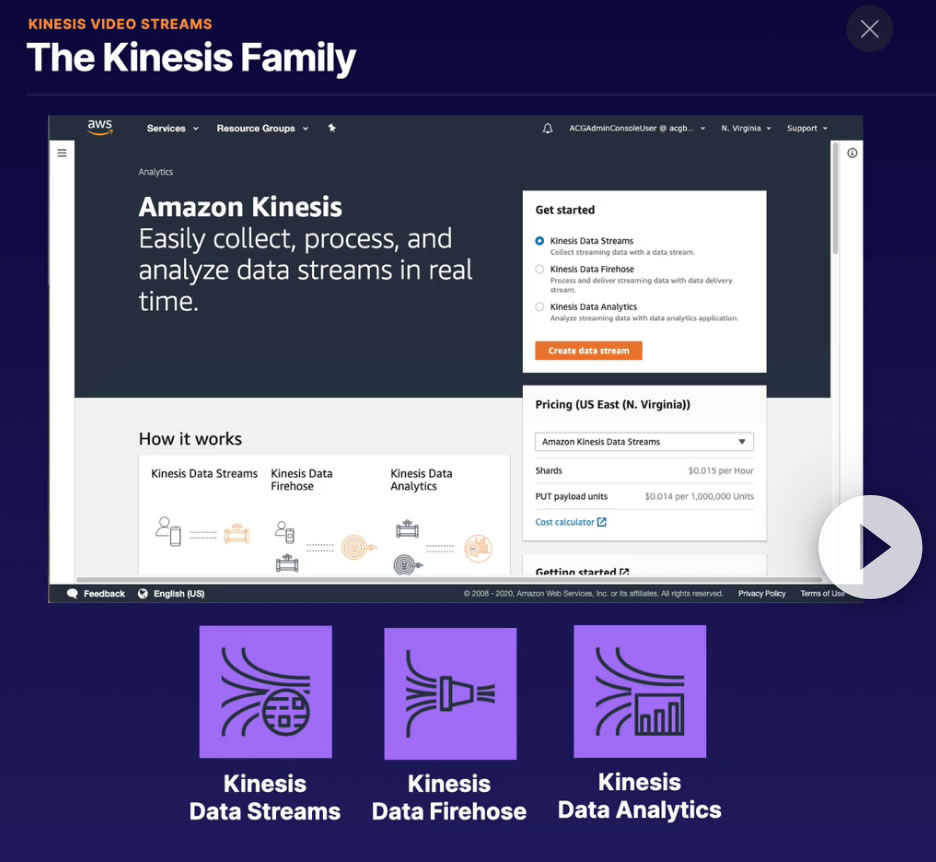 KINESIS VIDEO STREAMS
The Kinesis Family
aws
Services
Resource Groups
ACGAdminConsoleUser @ acgb...
N. Virginia
Support
Analytics
Amazon Kinesis
Easily collect, process, and
analyze data streams in real
time.
Get started
Kinesis Data Streams
Collect streaming data with a data stream.
Kinesis Data Firehose
Process and deliver streaming data with data delivery
stream.
Kinesis Data Analytics
Analyze streaming data with data analytics application.
Create data stream
Pricing (US East (N. Virginia))
Amazon Kinesis Data Streams
Shards $0.015 per Hour
PUT payload units $0.014 per 1,000,000 Units
Cost calculator
Getting started
How it works
Kinesis Data Streams
Kinesis Data
Firehose
Kinesis Data
Analytics
Feedback
English (US)
© 2008 - 2020, Amazon Web Services, Inc. or its affiliates. All rights reserved.
Privacy Policy
Terms of Use
Kinesis
Data Streams
Kinesis
Data Firehose
Kinesis
Data Analytics